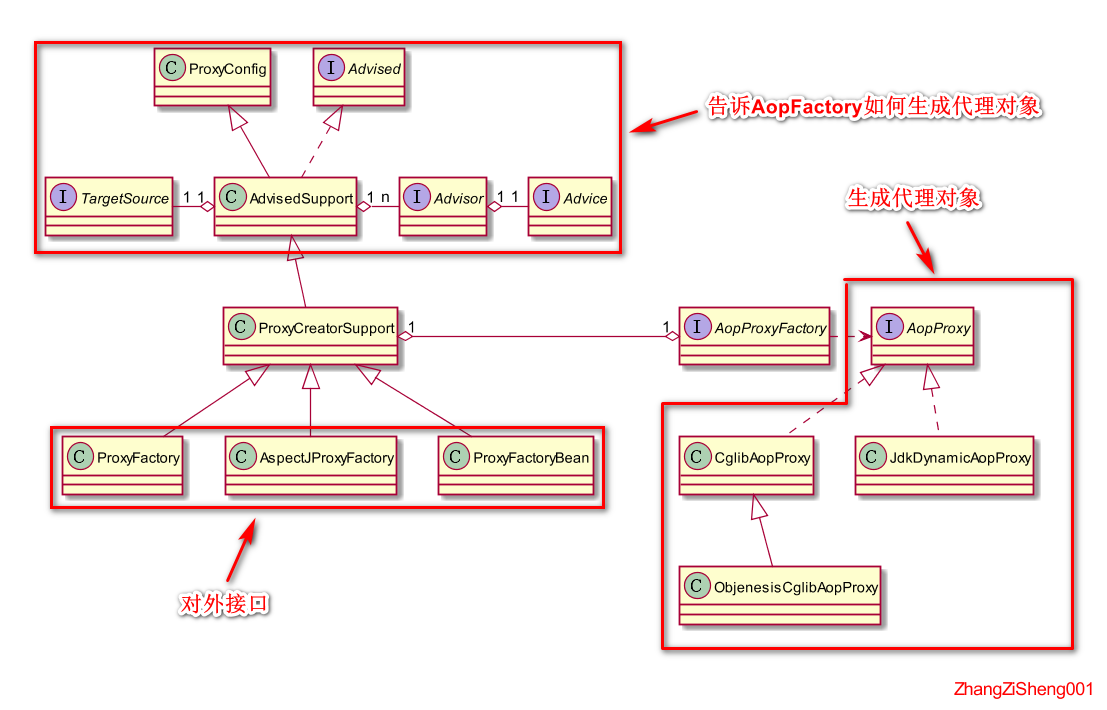 C ProxyConfig
I Advised
告诉AopFactory如何生成代理对象
I TargetSource
1 1
C AdvisedSupport
1 n
I Advisor
1 1
I Advice
生成代理对象
C ProxyCreatorSupport
1
1
I AopProxyFactory
I AopProxy
C ProxyFactory
C AspectJProxyFactory
C ProxyFactoryBean
C CglibAopProxy
C JdkDynamicAopProxy
C ObjenesisCglibAopProxy
对外接口
ZhangZiSheng001